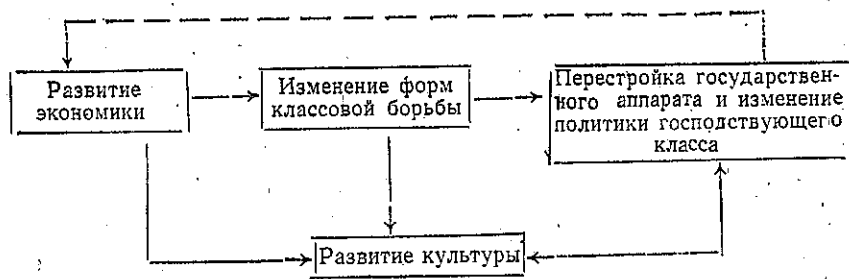 Развитие
экономики
Изменение форм
классовой борьбы
Перестройка государствен-
ного аппарата и изменение
политики господствующего
класса
Развитие культуры